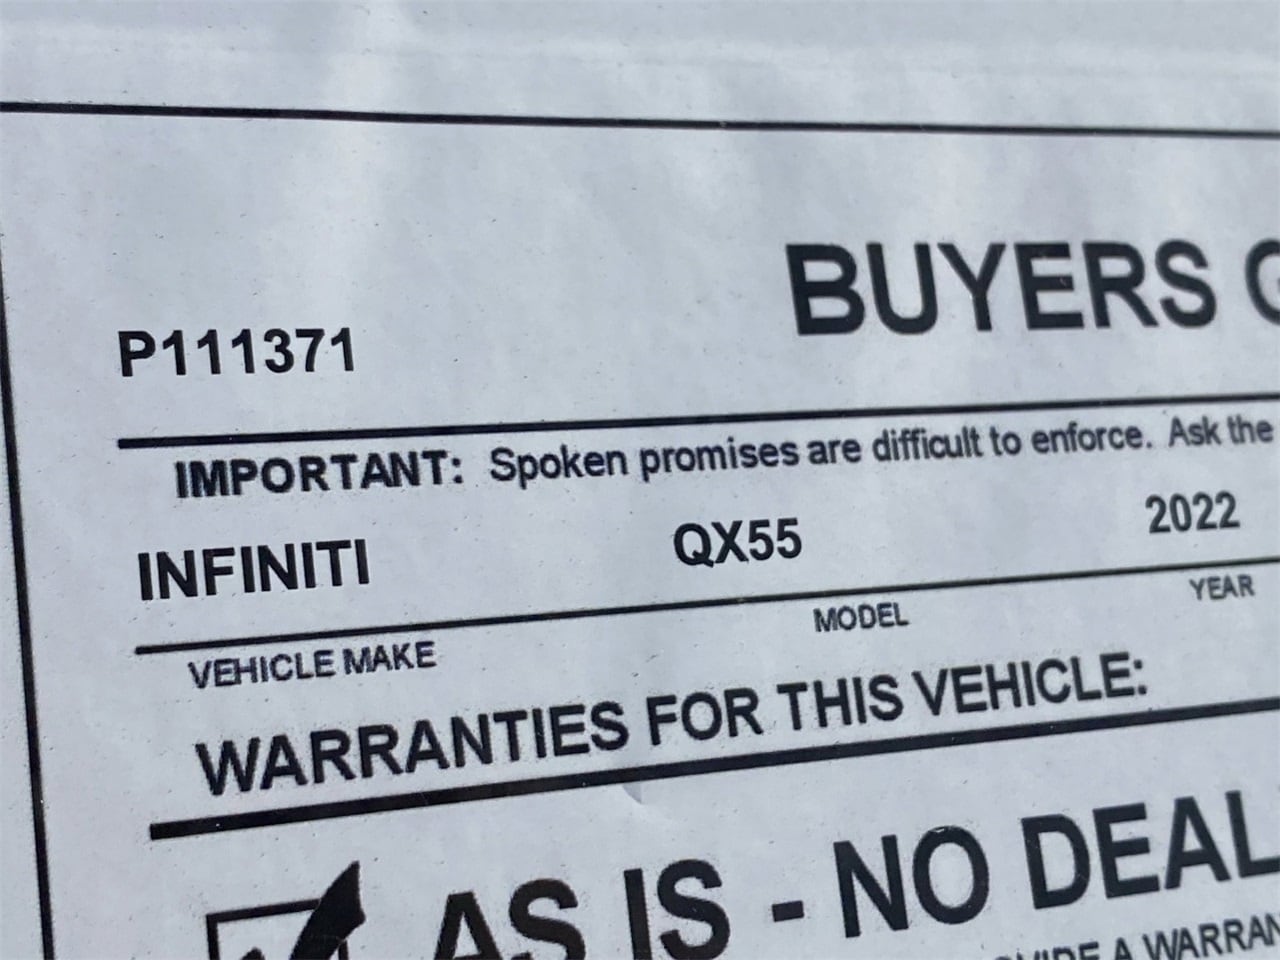 BUYERS
P111371
IMPORTANT: Spoken promises are difficult to enforce. Ask the
INFINITI QX55 2022
VEHICLE MAKE MODEL YEAR
WARRANTIES FOR THIS VEHICLE:
AS IS - NO DEAL
A WARRAN